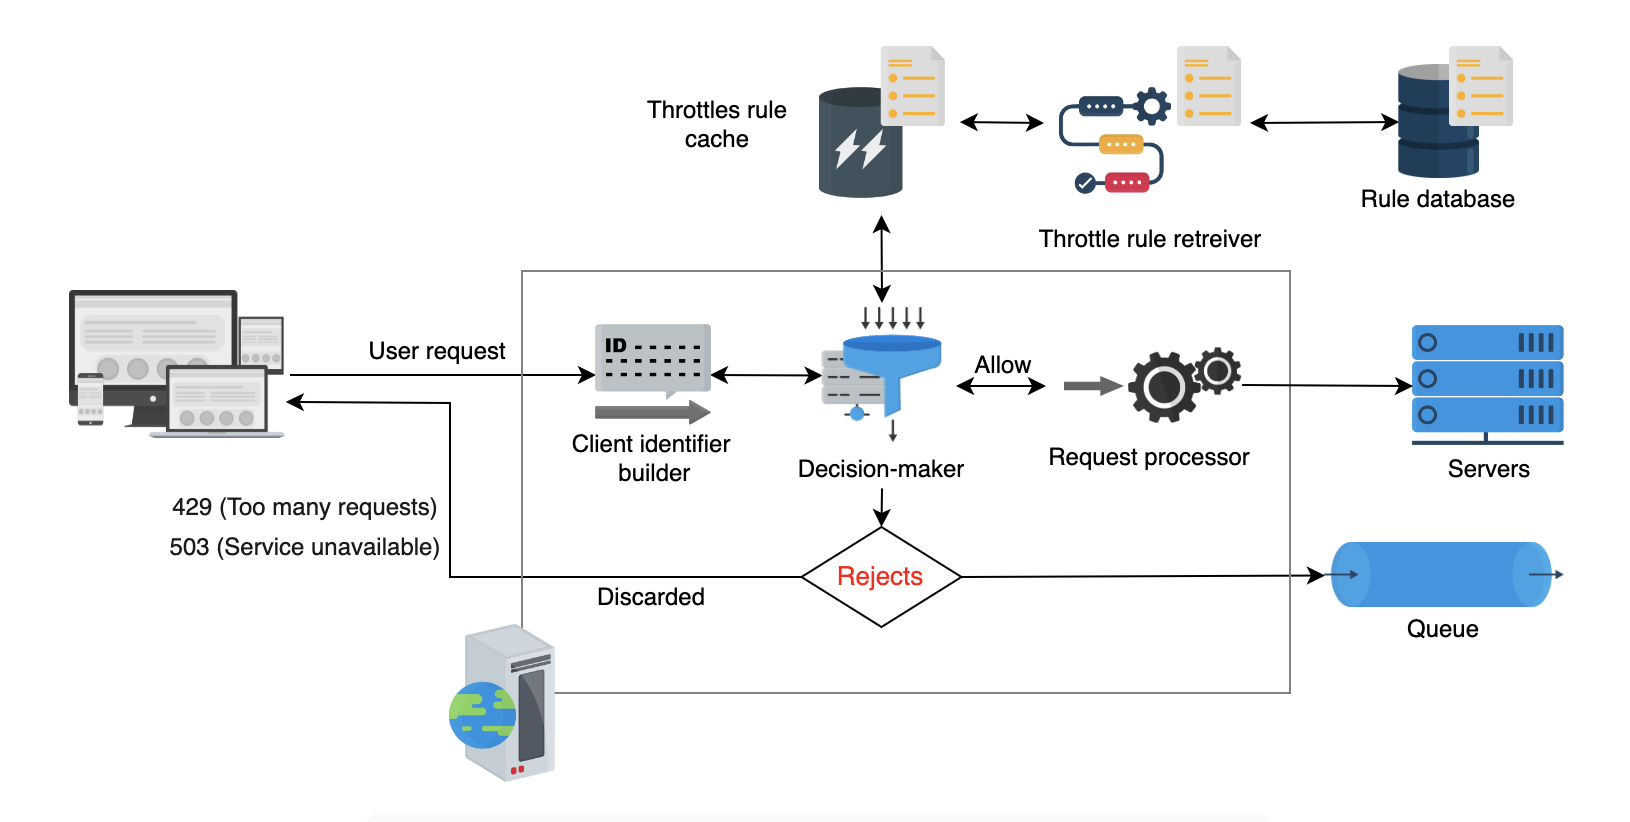 Throttles rule
cache
Rule database
Throttle rule retreiver
User request
ID
Allow
Client identifier
builder
Decision-maker
Request processor
Servers
429 (Too many requests)
503 (Service unavailable)
Rejects
Discarded
Queue